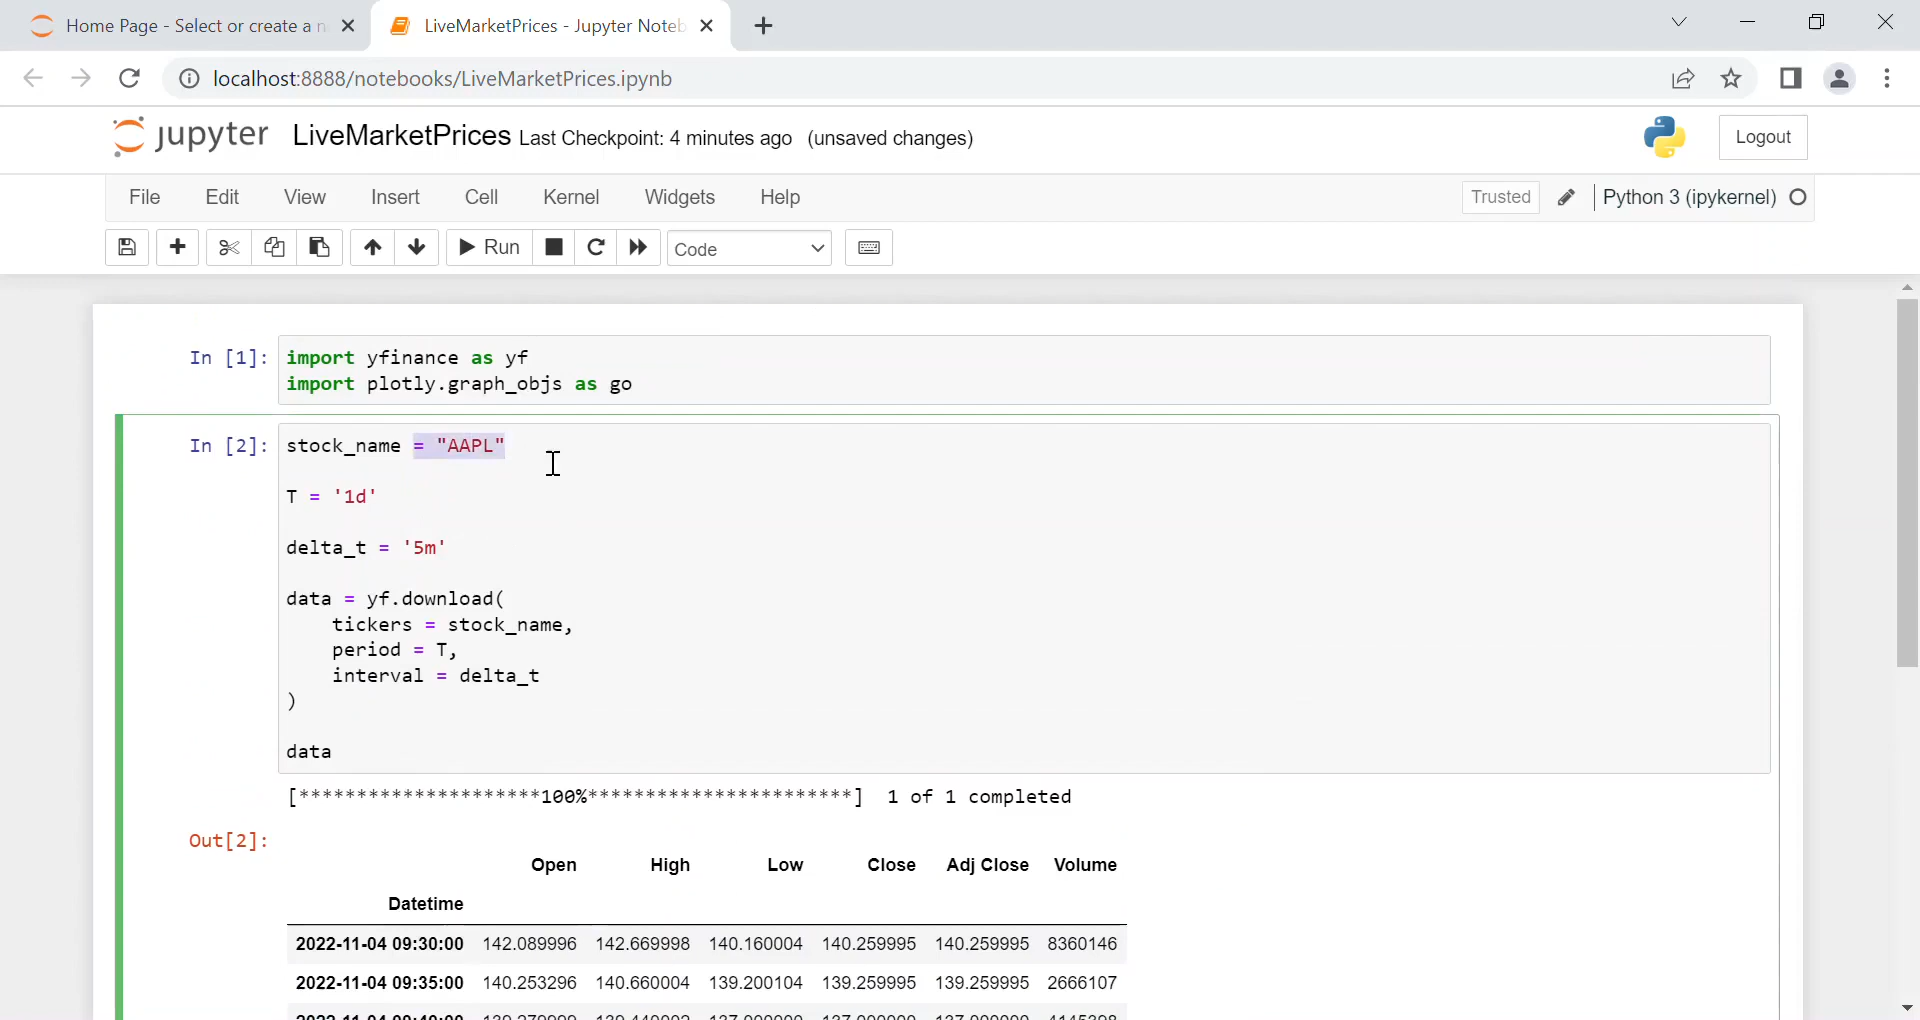 Home Page - Select or create a n
LiveMarketPrices - Jupyter Noteb
localhost:8888/notebooks/LiveMarketPrices.ipynb
jupyter LiveMarketPrices Last Checkpoint: 4 minutes ago (unsaved changes)
Logout
File Edit View Insert Cell Kernel Widgets Help
Trusted Python 3 (ipykernel)
Run Code
In [1]: import yfinance as yf
import plotly.graph_objs as go
In [2]: stock_name = "AAPL"
T = '1d'
delta_t = '5m'
data = yf.download(
tickers = stock_name,
period = T,
interval = delta_t
)
data
[*********************100%***********************] 1 of 1 completed
Out[2]:
Open High Low Close Adj Close Volume
Datetime
2022-11-04 09:30:00 142.089996 142.669998 140.160004 140.259995 140.259995 8360146
2022-11-04 09:35:00 140.253296 140.660004 139.200104 139.259995 139.259995 2666107